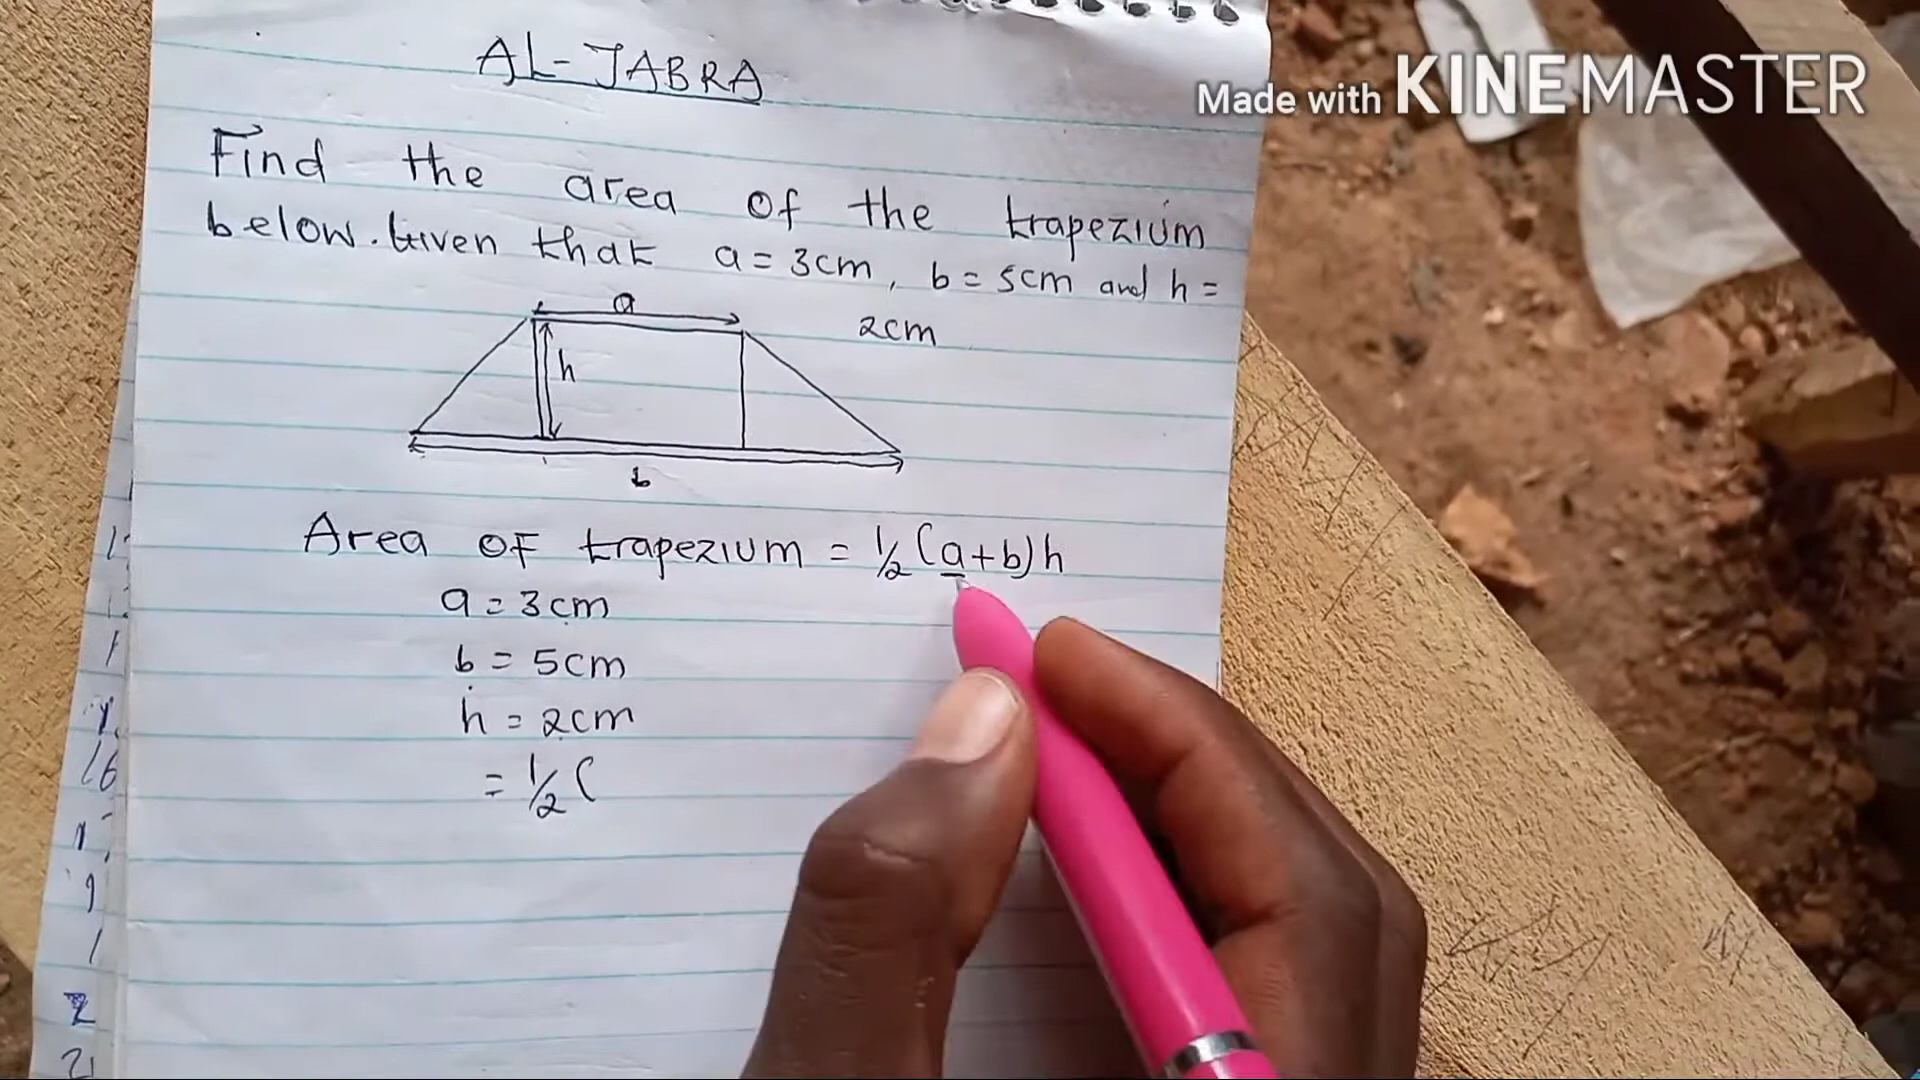 AL-JABRA
Made with KINEMASTER
Find the area of the trapezium
below. Given that a = 3cm, b = 5cm and h =
2cm
a
h
b
Area of trapezium = 1/2 (a+b)h
a = 3cm
b = 5cm
h = 2cm
= 1/2 (